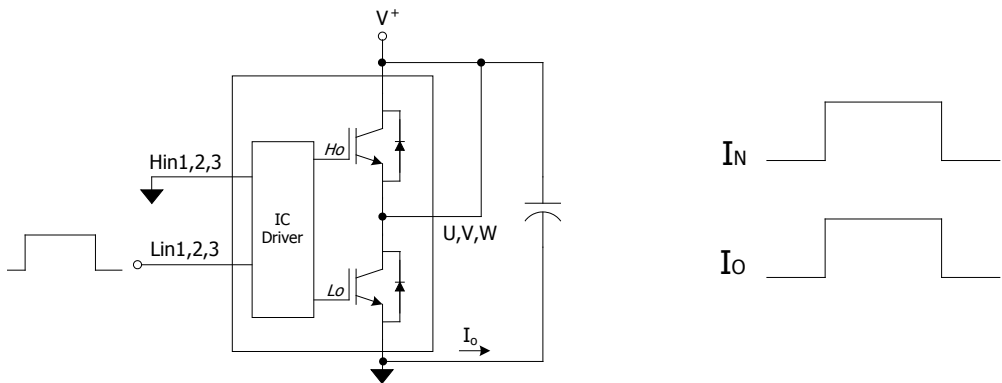 V+
Ho
Hin1,2,3
IC
Driver
U,V,W
Lin1,2,3
Lo
Io
IN
IO